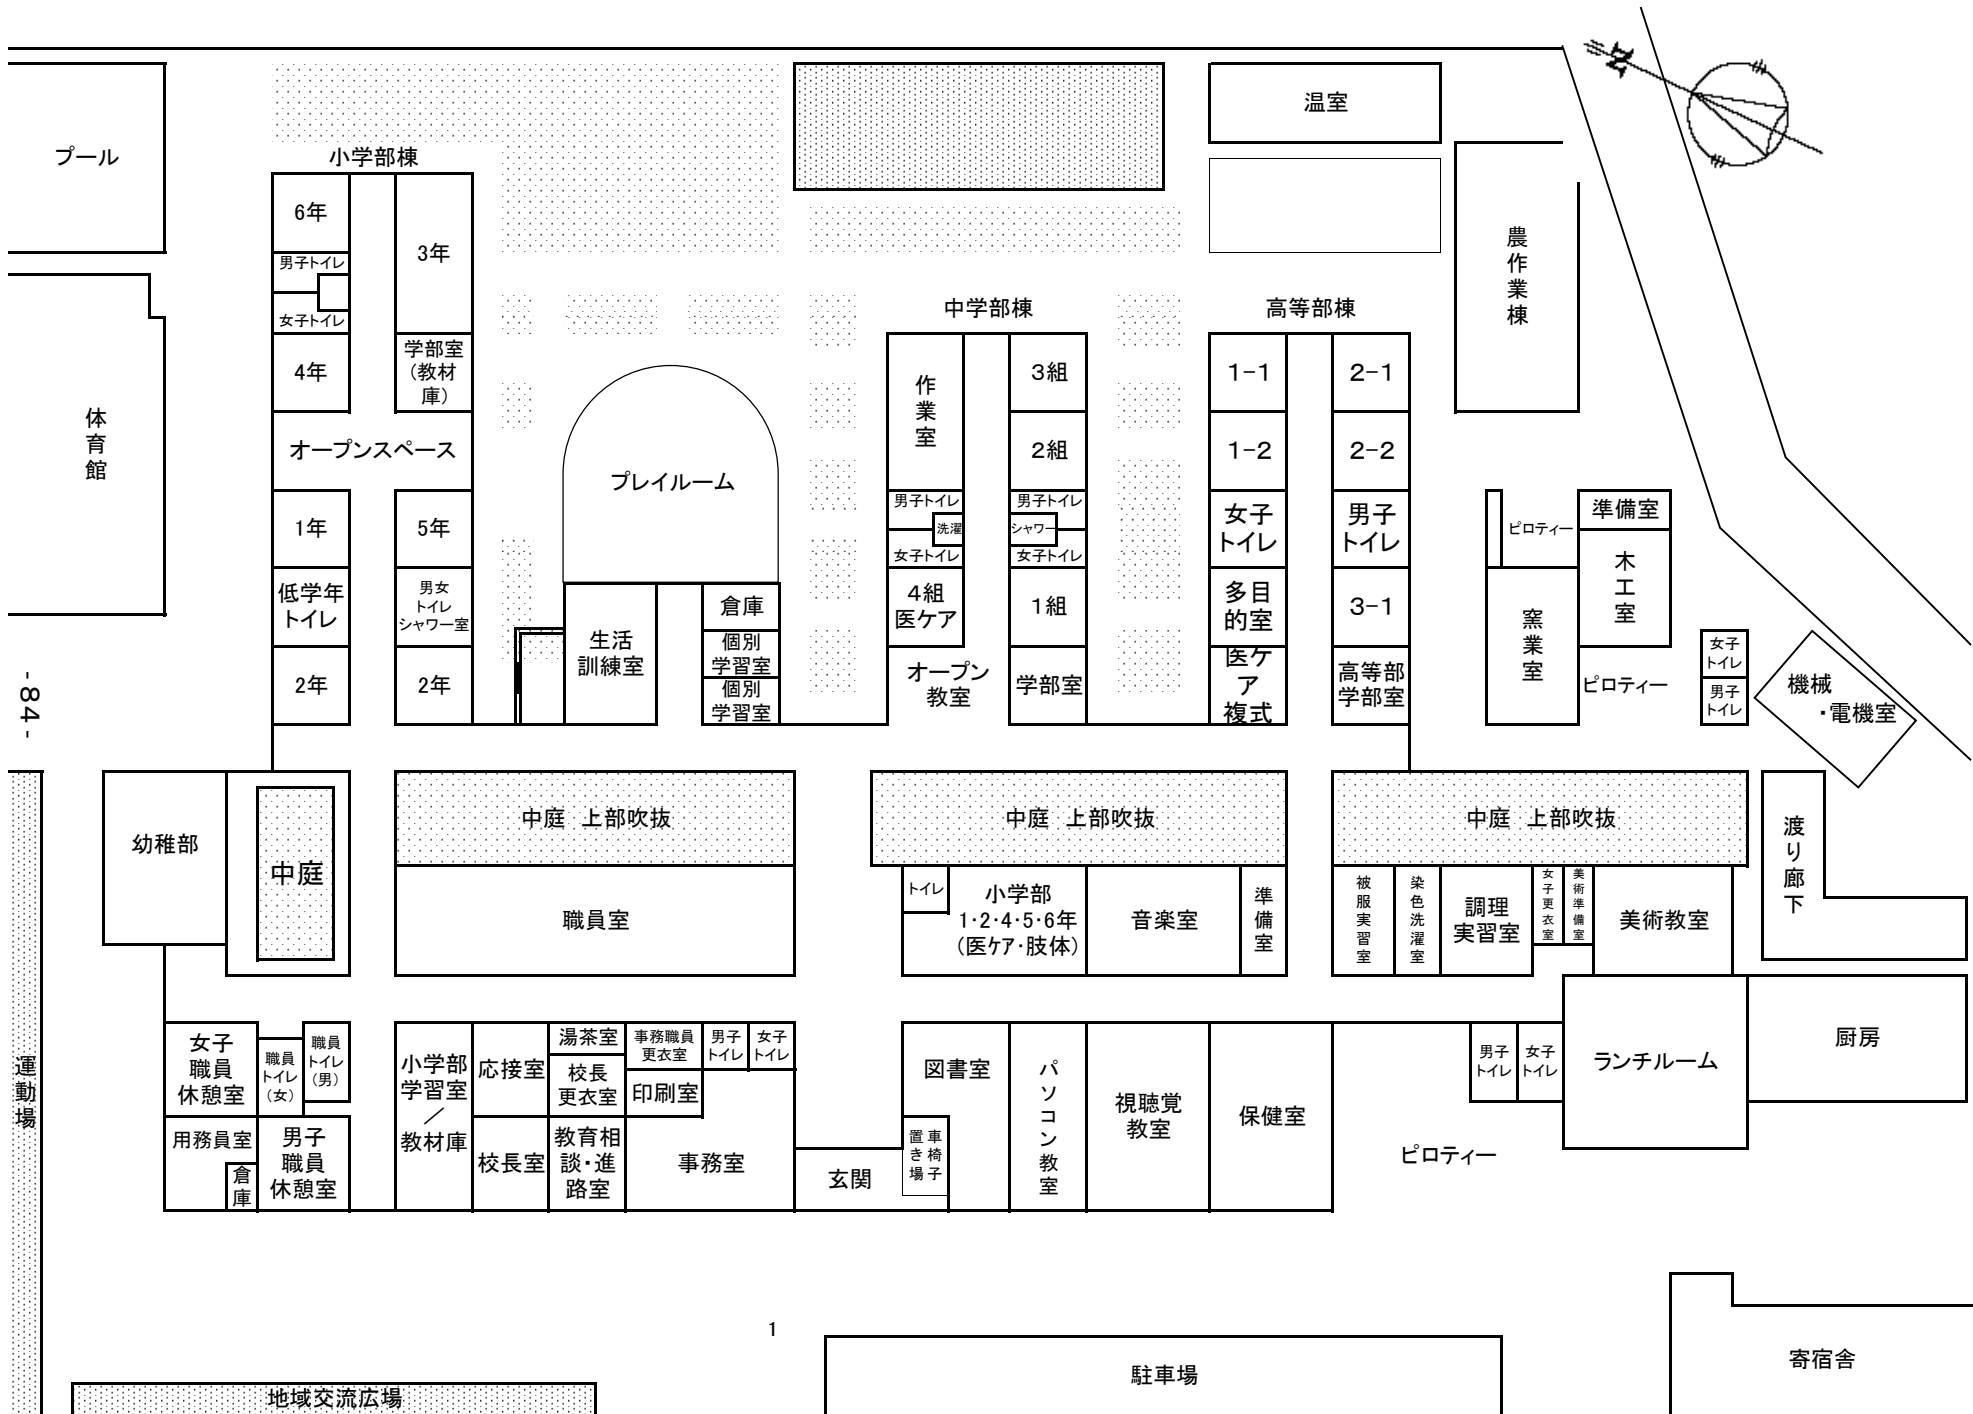 N
温室
プール
小学部棟
6年
男子トイレ
女子トイレ
4年
3年
学部室
(教材
庫)
オープンスペース
1年
低学年
トイレ
2年
5年
男女
トイレ
シャワー室
2年
体育館
プレイルーム
生活
訓練室
倉庫
個別
学習室
個別
学習室
中学部棟
作業室
男子トイレ
洗濯
女子トイレ
4組
医ケア
オープン
教室
3組
2組
男子トイレ
シャワー
女子トイレ
1組
学部室
高等部棟
1-1
1-2
女子
トイレ
多目
的室
医ケ
ア
複式
2-1
2-2
男子
トイレ
3-1
高等部
学部室
農作業棟
ピロティー
準備室
木工室
窯業室
ピロティー
女子
トイレ
男子
トイレ
機械
・電機室
- 84 -
幼稚部
中庭
中庭 上部吹抜
中庭 上部吹抜
中庭 上部吹抜
渡り廊下
職員室
トイレ
小学部
1・2・4・5・6年
(医ケア・肢体)
音楽室
準備室
被服実習室
染色洗濯室
調理
実習室
女子更衣室
美術準備室
美術教室
運動場
女子
職員
休憩室
職員
トイレ
(女)
職員
トイレ
(男)
用務員室
倉庫
男子
職員
休憩室
小学部
学習室
/
教材庫
応接室
校長室
湯茶室
校長
更衣室
教育相
談・進
路室
事務職員
更衣室
印刷室
男子
トイレ
女子
トイレ
事務室
玄関
図書室
車椅子
置き場
パソコン教室
視聴覚
教室
保健室
男子
トイレ
女子
トイレ
ピロティー
ランチルーム
厨房
1
地域交流広場
駐車場
寄宿舎